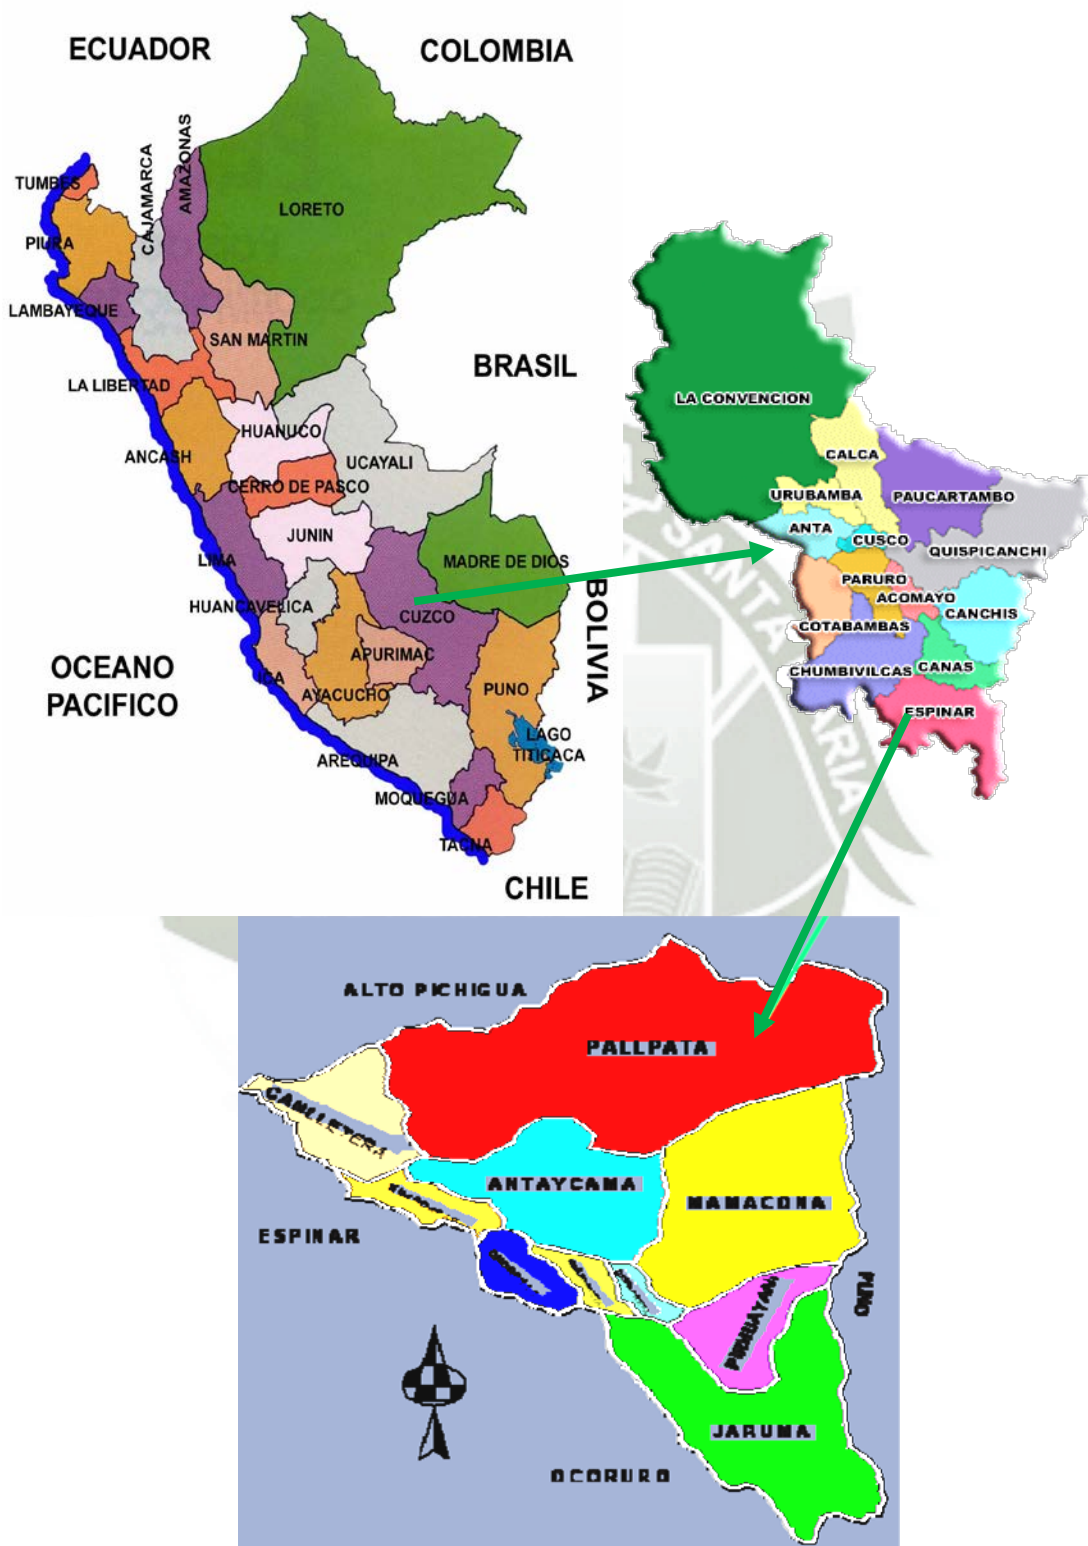 ECUADOR
COLOMBIA
CAJAMARCA
AMAZONAS
TUMBES
LORETO
PIURA
LAMBAYEQUE
SAN MARTIN
BRASIL
LA LIBERTAD
HUANUCO
ANCASH
UCAYALI
CERRO DE PASCO
JUNIN
LIMA
MADRE DE DIOS
HUANCAVELICA
CUZCO
BOLIVIA
APURIMAC
OCEANO
PACIFICO
ICA
AYACUCHO
PUNO
LAGO
TITICACA
AREQUIPA
MOQUEGUA
TACNA
CHILE
LA CONVENCION
CALCA
URUBAMBA
PAUCARTAMBO
ANTA
CUSCO
QUISPICANCHI
PARURO
ACOMAYO
CANCHIS
COTABAMBAS
CHUMBIVILCAS
CANAS
ESPINAR
SANTA MARIA
ALTO PICHIGUA
PALLPATA
ANTAYCAMA
MAMACONA
ESPINAR
PUNO
JARUMA
OCORURO